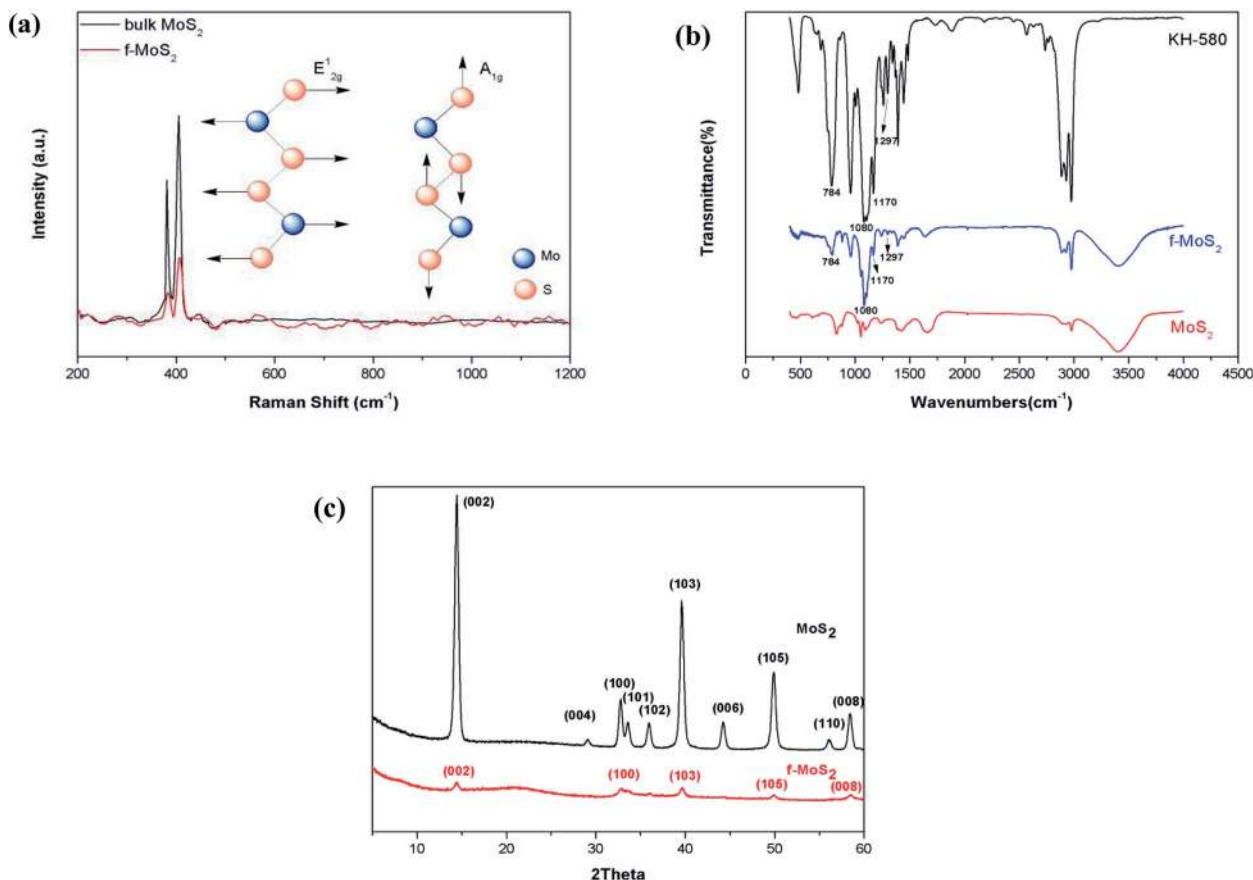 (a)
bulk MoS2
f-MoS2
E12g
A1g
Mo
S
Intensity (a.u.)
200 400 600 800 1000 1200
Raman Shift (cm-1)
(b)
KH-580
1297
784
1170
1080
f-MoS2
784
1297
1170
1080
MoS2
Transmittance(%)
0 500 1000 1500 2000 2500 3000 3500 4000 4500
Wavenumbers(cm-1)
(c)
(002)
(103)
MoS2
(105)
(100)
(101)
(102)
(004)
(006)
(008)
(110)
f-MoS2
(002)
(100)
(103)
(105)
(008)
10 20 30 40 50 60
2Theta